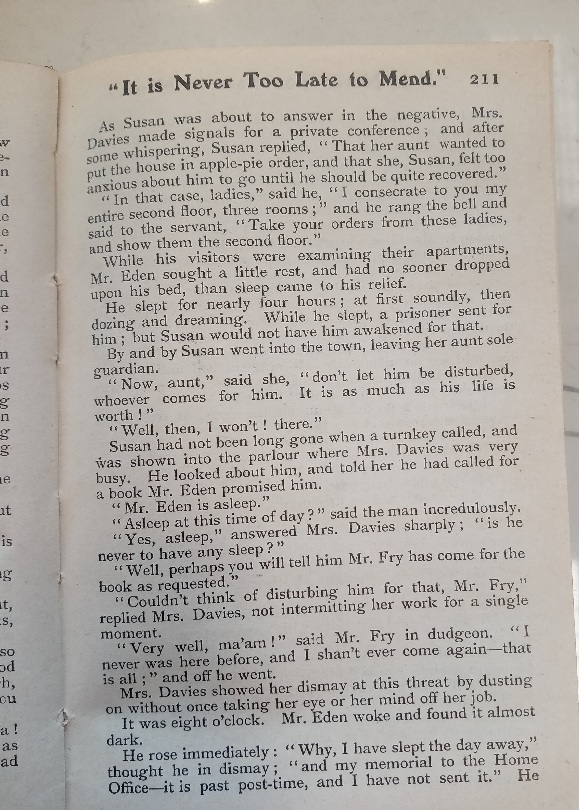 "It is Never Too Late to Mend." 211
As Susan was about to answer in the negative, Mrs.
Davies made signals for a private conference; and after
some whispering, Susan replied, "That her aunt wanted to
put the house in apple-pie order, and that she, Susan, felt too
anxious about him to go until he should be quite recovered."
"In that case, ladies," said he, "I consecrate to you my
entire second floor, three rooms;" and he rang the bell and
said to the servant, "Take your orders from these ladies,
and show them the second floor."
While his visitors were examining their apartments,
Mr. Eden sought a little rest, and had no sooner dropped
upon his bed, than sleep came to his relief.
He slept for nearly four hours; at first soundly, then
dozing and dreaming. While he slept, a prisoner sent for
him; but Susan would not have him awakened for that.
By and by Susan went into the town, leaving her aunt sole
guardian.
"Now, aunt," said she, "don't let him be disturbed,
whoever comes for him. It is as much as his life is
worth!"
"Well, then, I won't! there."
Susan had not been long gone when a turnkey called, and
was shown into the parlour where Mrs. Davies was very
busy. He looked about him, and told her he had called for
a book Mr. Eden promised him.
"Mr. Eden is asleep."
"Asleep at this time of day?" said the man incredulously.
"Yes, asleep," answered Mrs. Davies sharply; "is he
never to have any sleep?"
"Well, perhaps you will tell him Mr. Fry has come for the
book as requested."
"Couldn't think of disturbing him for that, Mr. Fry,"
replied Mrs. Davies, not intermitting her work for a single
moment.
"Very well, ma'am!" said Mr. Fry in dudgeon. "I
never was here before, and I shan't ever come again—that
is all;" and off he went.
Mrs. Davies showed her dismay at this threat by dusting
on without once taking her eye or her mind off her job.
It was eight o'clock. Mr. Eden woke and found it almost
dark.
He rose immediately: "Why, I have slept the day away,"
thought he in dismay; "and my memorial to the Home
Office—it is past post-time, and I have not sent it." He